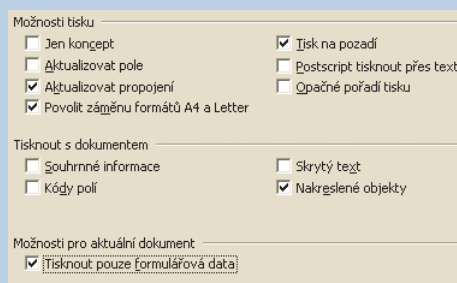 Možnosti tisku
Jen koncept
Tisk na pozadí
Aktualizovat pole
Postscript tisknout přes text
Aktualizovat propojení
Opačné pořadí tisku
Povolit záměnu formátů A4 a Letter
Tisknout s dokumentem
Souhrnné informace
Skrytý text
Kódy polí
Nakreslené objekty
Možnosti pro aktuální dokument
Tisknout pouze formulářová data